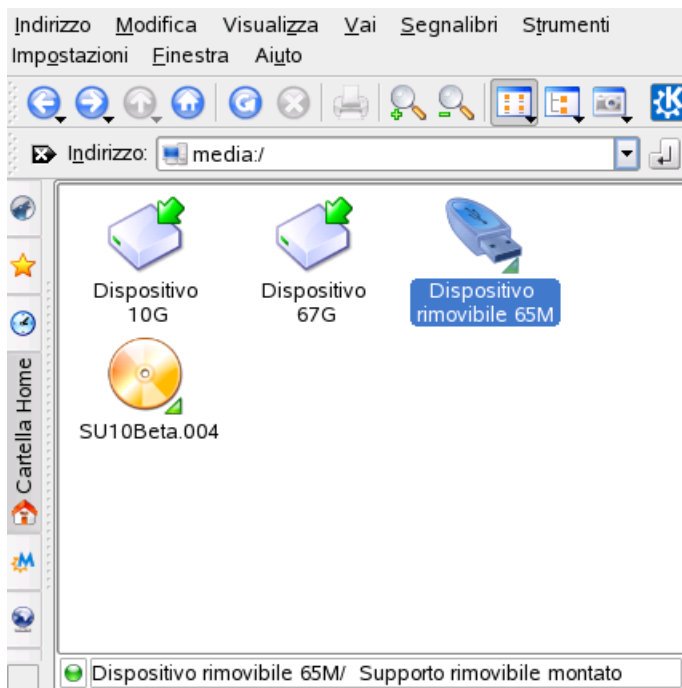 Indirizzo Modifica Visualizza Vai Segnalibri Strumenti
Impostazioni Finestra Aiuto
Indirizzo: media:/
Dispositivo 10G
Dispositivo 67G
Dispositivo rimovibile 65M
SU10Beta.004
Cartella Home
Dispositivo rimovibile 65M/ Supporto rimovibile montato